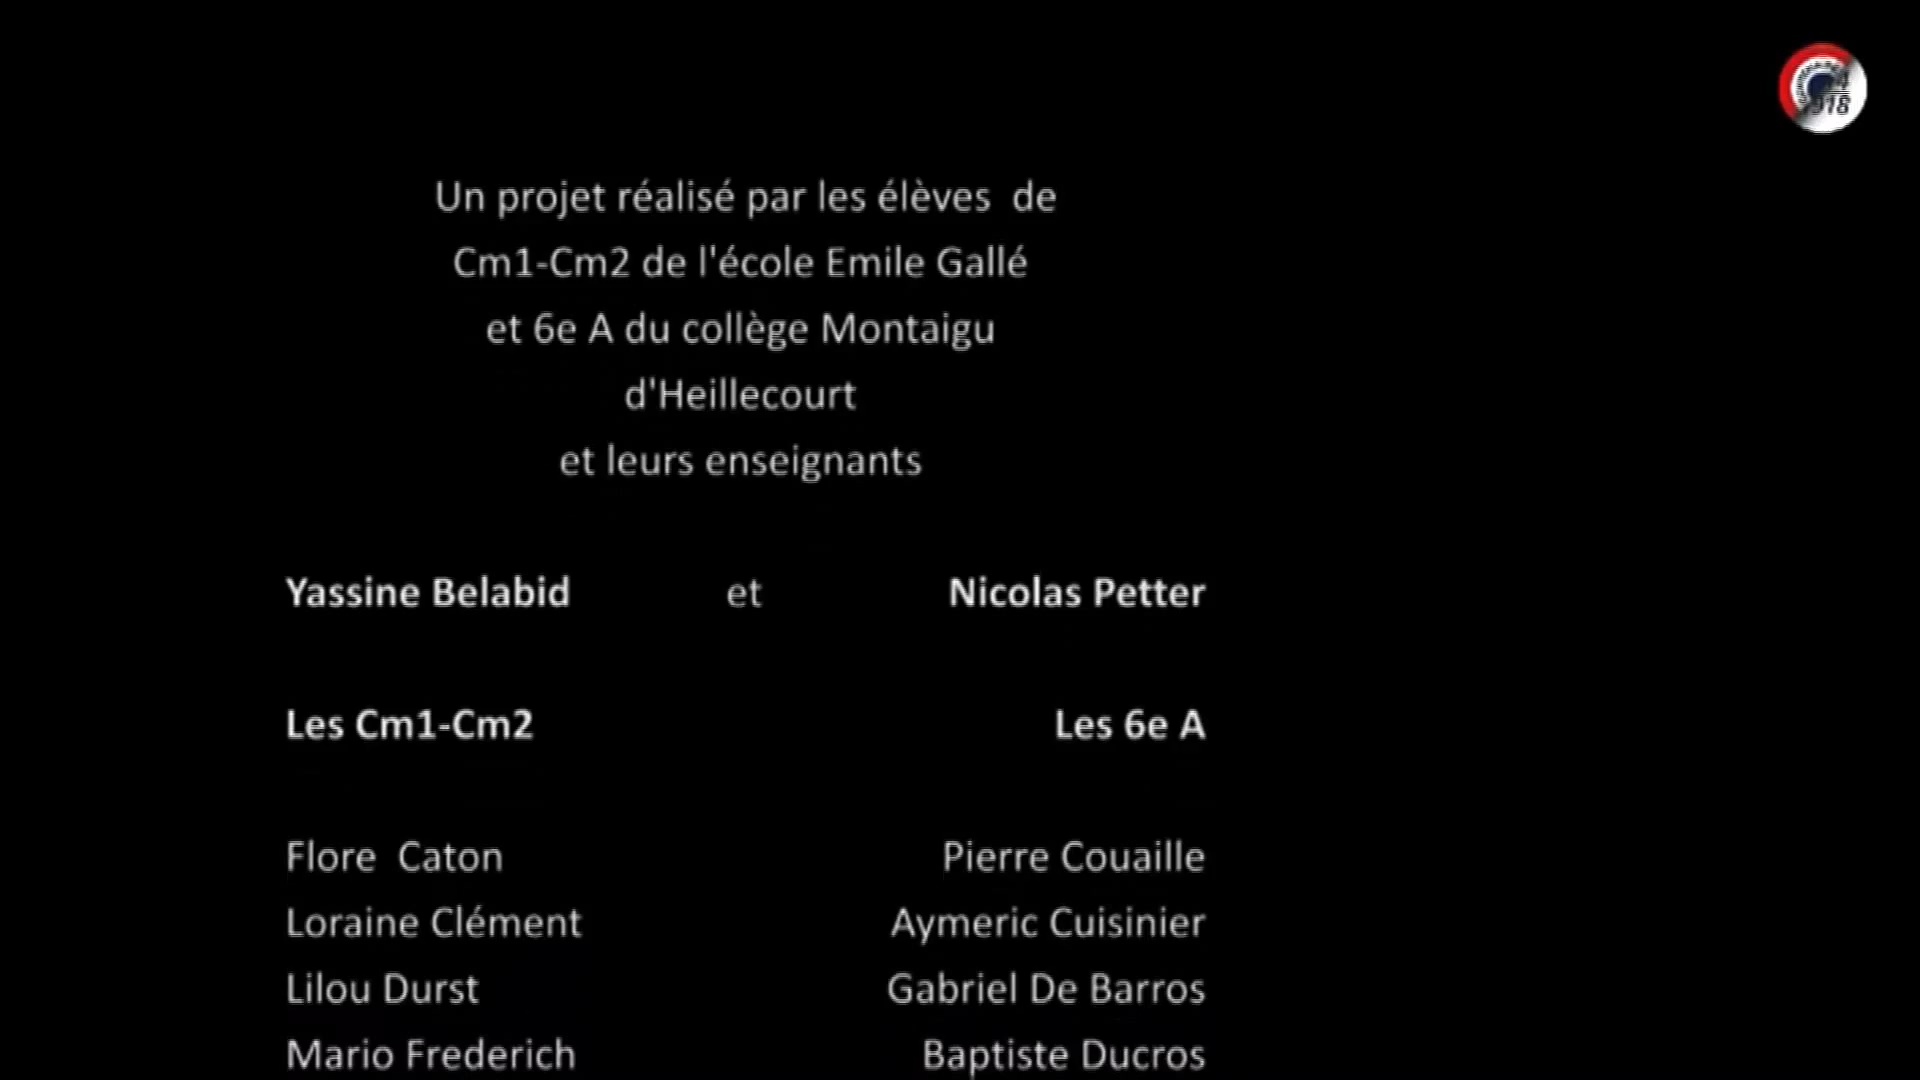 Un projet réalisé par les élèves de
Cm1-Cm2 de l'école Emile Gallé
et 6e A du collège Montaigu
d'Heillecourt
et leurs enseignants
Yassine Belabid et Nicolas Petter
Les Cm1-Cm2 Les 6e A
Flore Caton Pierre Couaille
Loraine Clément Aymeric Cuisinier
Lilou Durst Gabriel De Barros
Mario Frederich Baptiste Ducros